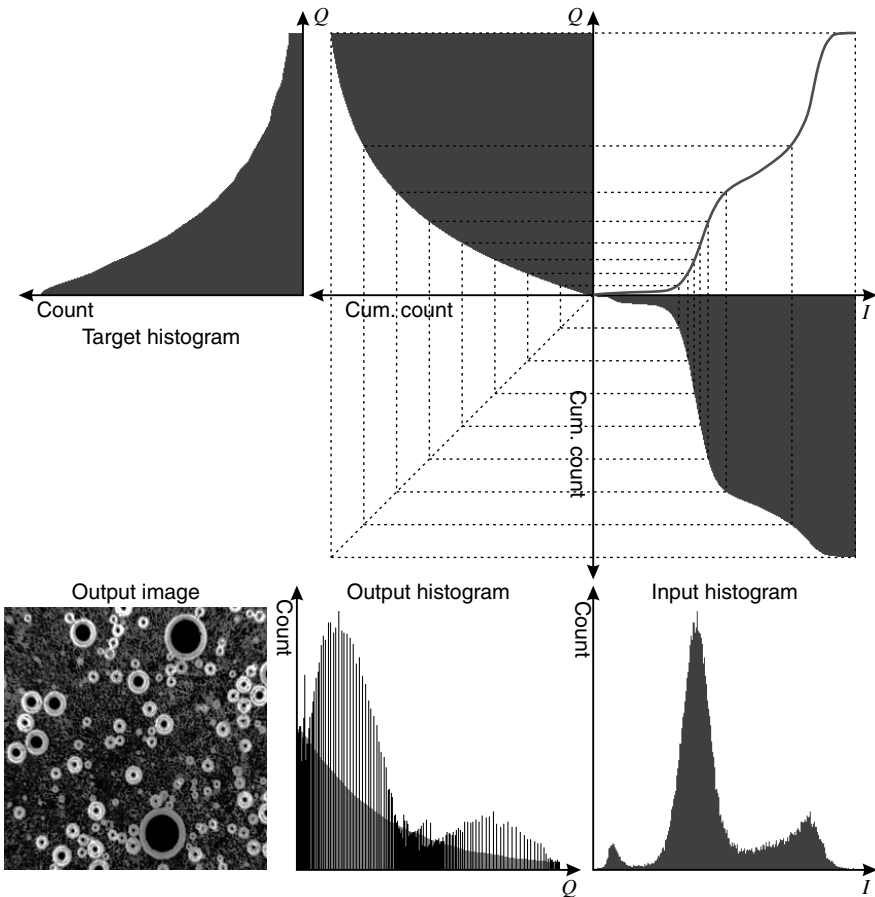 Q
Q
Count
Cum. count
I
Target histogram
Cum. count
Output image
Output histogram
Input histogram
Count
Count
Q
I